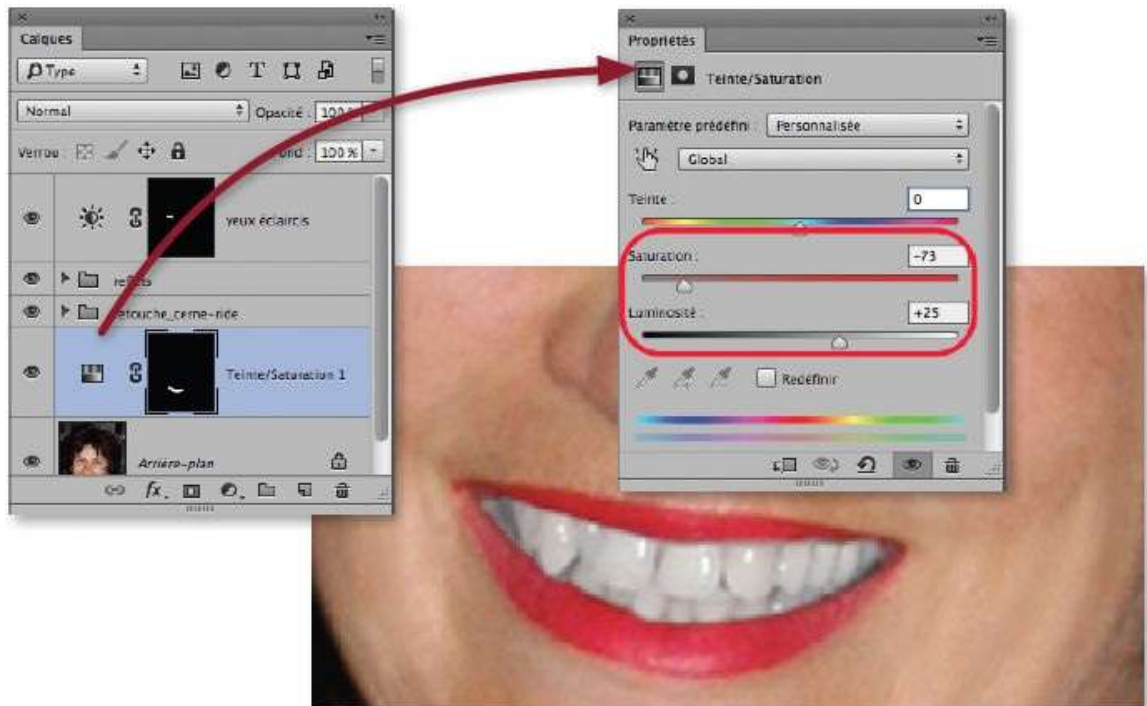 Calques
Type
Normal
Opacité : 100 %
Verrou :
Fond : 100 %
yeux éclaircis
reflets
retouche_cerne-ride
Teinte/Saturation 1
Arrière-plan
fx.
Propriétés
Teinte/Saturation
Paramètre prédéfini : Personnalisée
Global
Teinte : 0
Saturation : -73
Luminosité : +25
Redéfinir